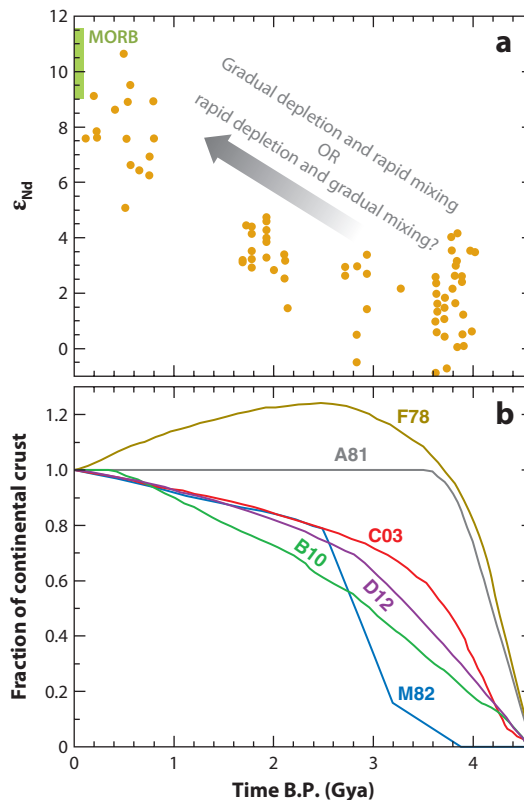 a
MORB
Gradual depletion and rapid mixing
OR
rapid depletion and gradual mixing?
εNd
12
10
8
6
4
2
0
b
F78
A81
C03
B10
D12
M82
Fraction of continental crust
1.2
1.0
0.8
0.6
0.4
0.2
0
0 1 2 3 4
Time B.P. (Gya)